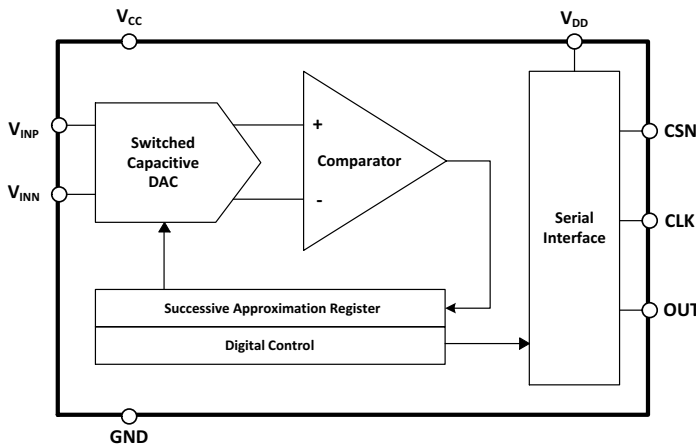 VCC
VDD
VINP
VINN
Switched
Capacitive
DAC
+
-
Comparator
Serial
Interface
CSN
CLK
OUT
Successive Approximation Register
Digital Control
GND